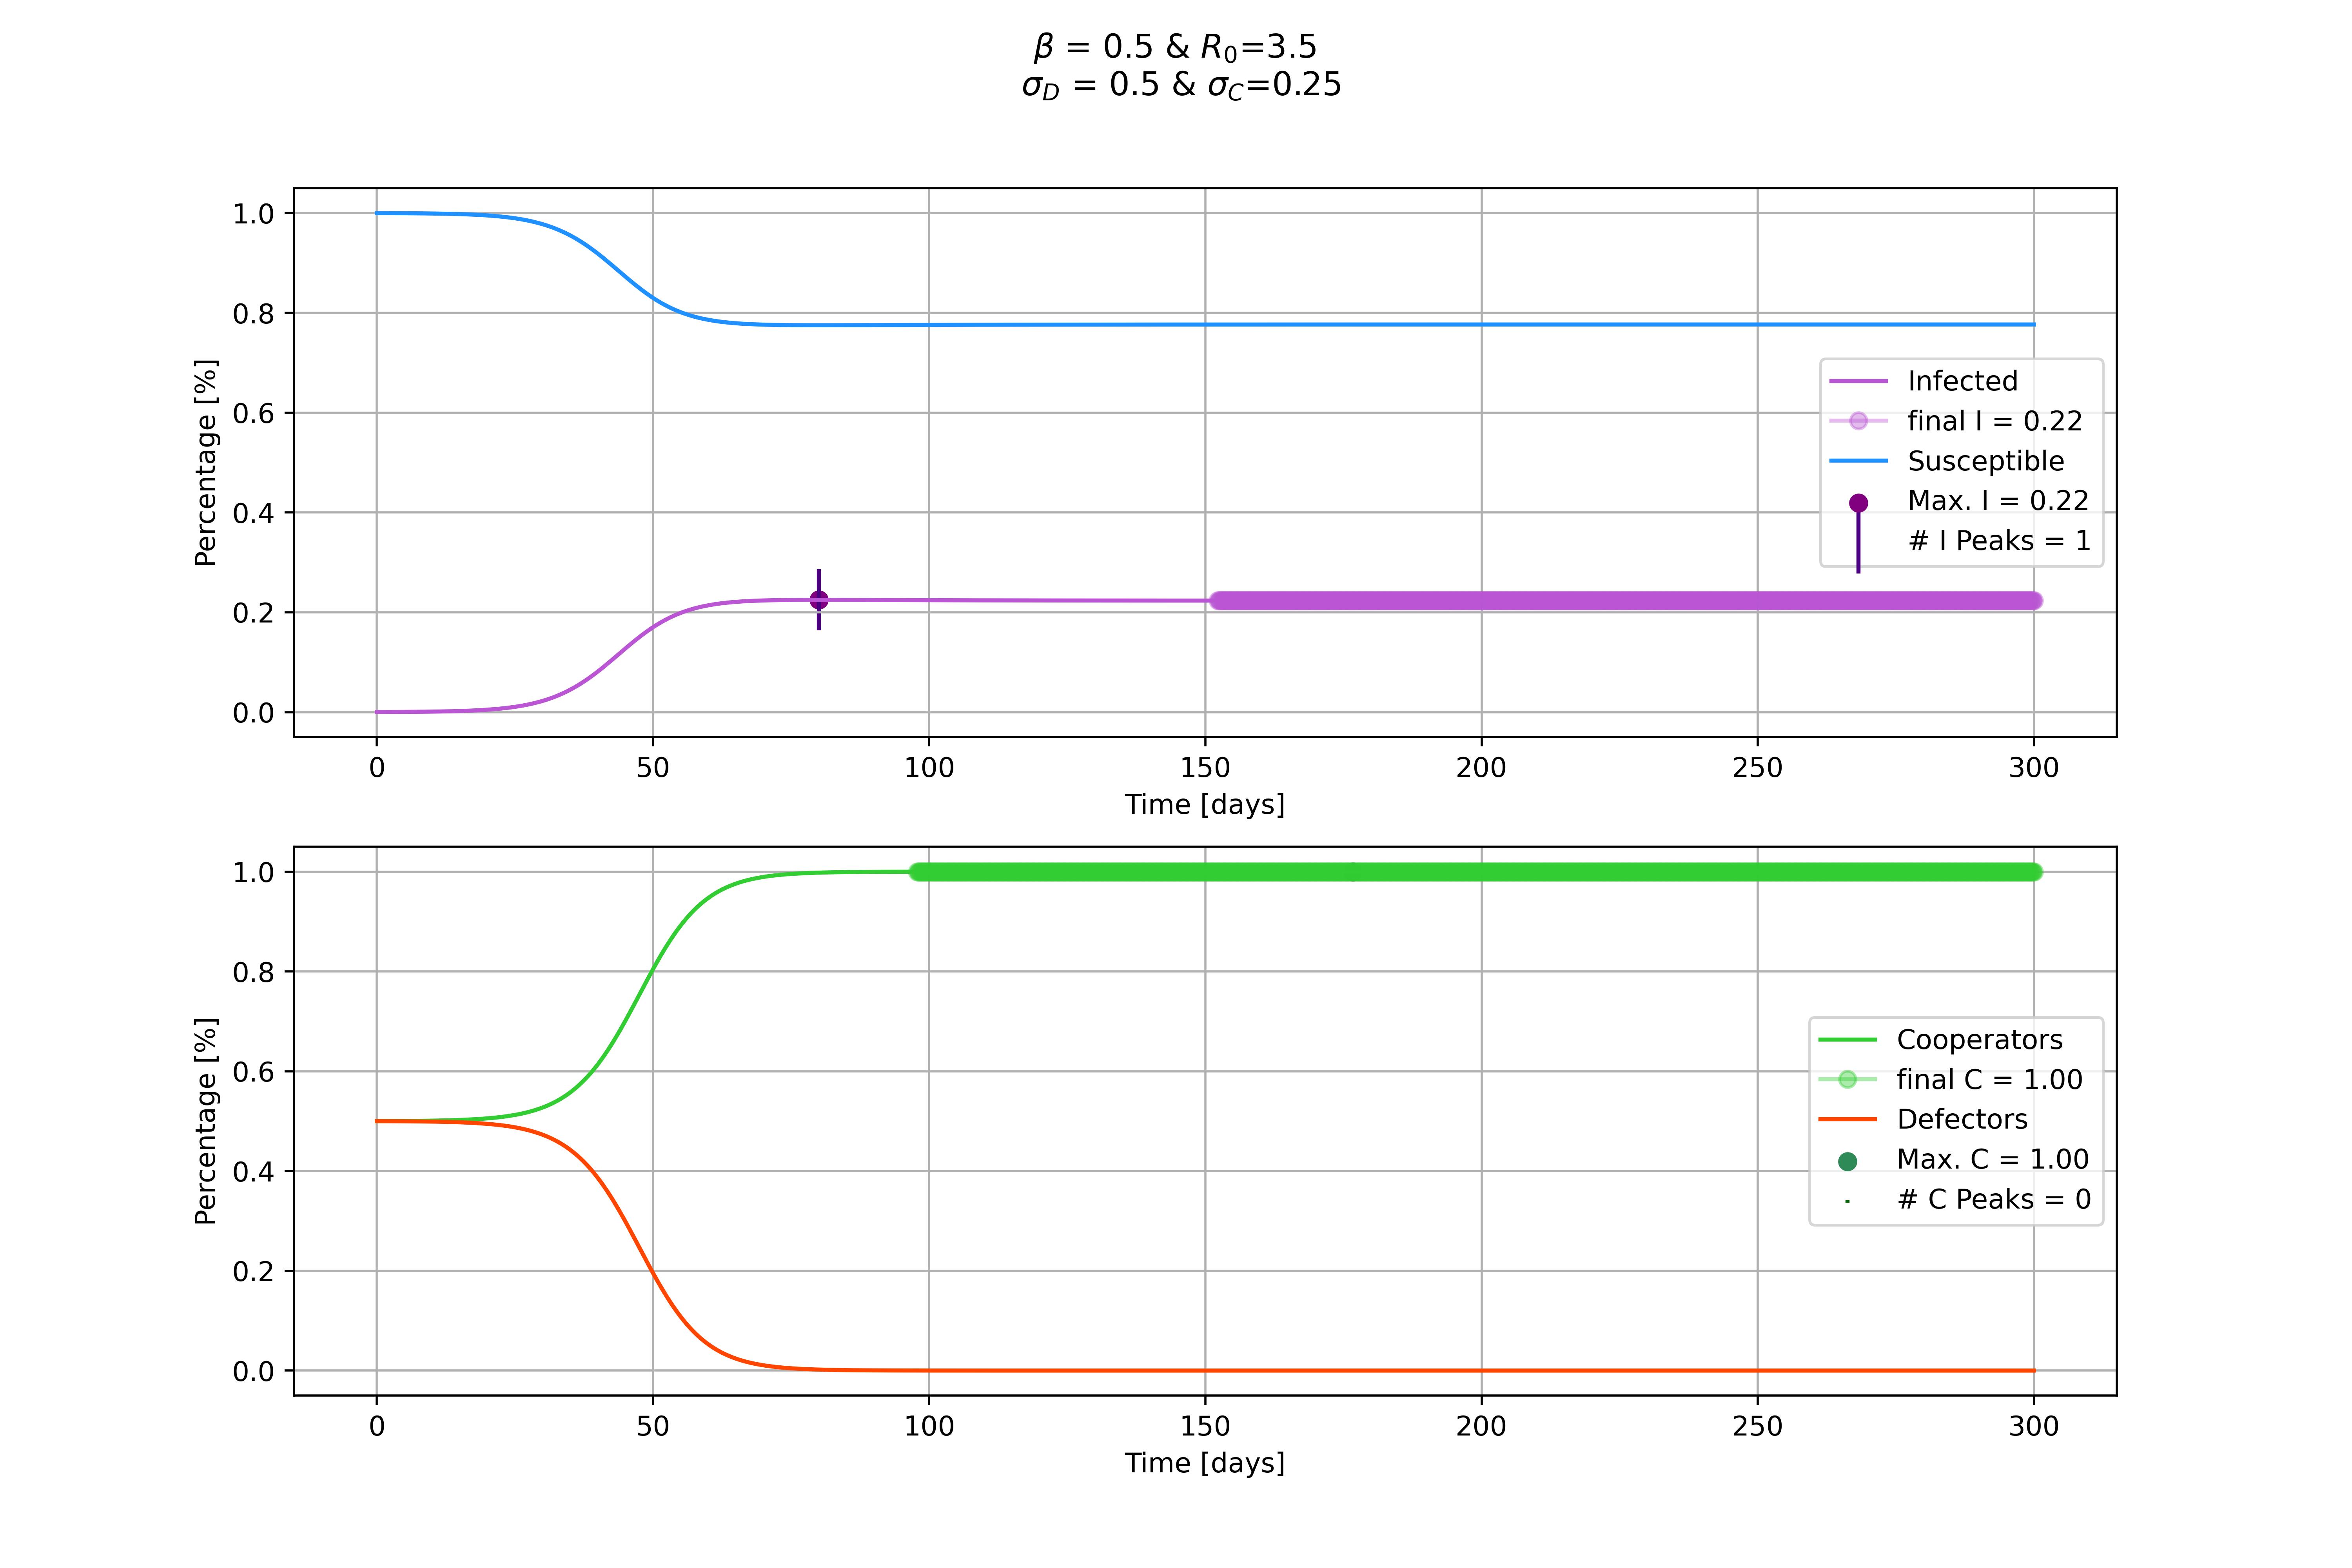 β = 0.5 & R₀=3.5
σ_D = 0.5 & σ_C=0.25
Percentage [%]
1.0
0.8
0.6
0.4
0.2
0.0
Infected
final I = 0.22
Susceptible
Max. I = 0.22
# I Peaks = 1
0 50 100 150 200 250 300
Time [days]
Percentage [%]
1.0
0.8
0.6
0.4
0.2
0.0
Cooperators
final C = 1.00
Defectors
Max. C = 1.00
# C Peaks = 0
0 50 100 150 200 250 300
Time [days]